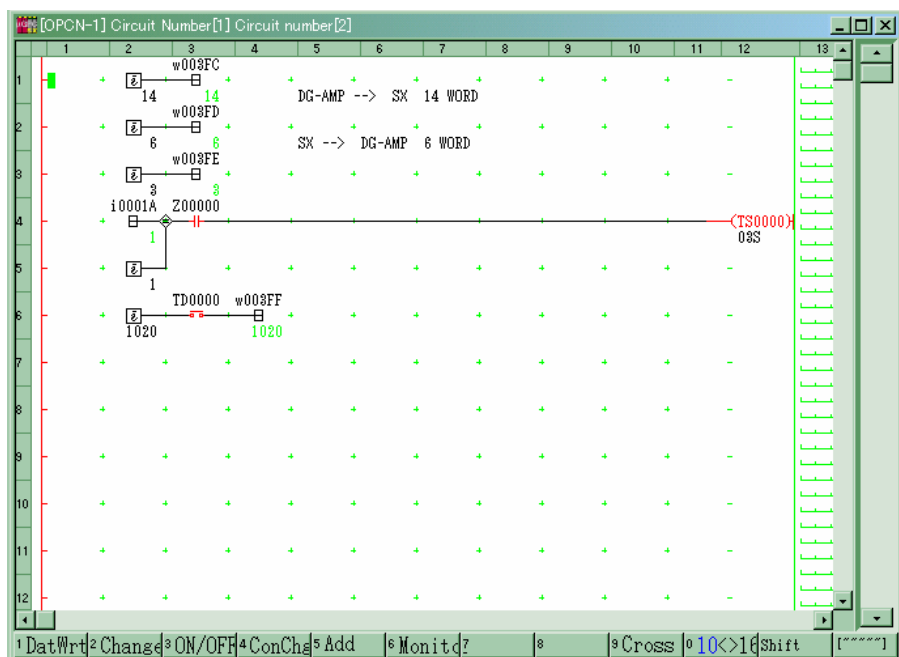 [OPCN-1] Circuit Number[1] Circuit number[2]
1 2 3 4 5 6 7 8 9 10 11 12 13
w003FC
1 i
14 14 DG-AMP --> SX 14 WORD
w003FD
2 i
6 6 SX --> DG-AMP 6 WORD
w003FE
3 i
3 3
i0001A Z00000
4 = (TS0000)
1 03S
5 i
1
TD0000 w003FF
6 i
1020 1020
7
8
9
10
11
12
1 DatWrt 2 Change 3 ON/OFF 4 ConChg 5 Add 6 Monito 7 8 9 Cross 0 10<>16 Shift [~~~~~]